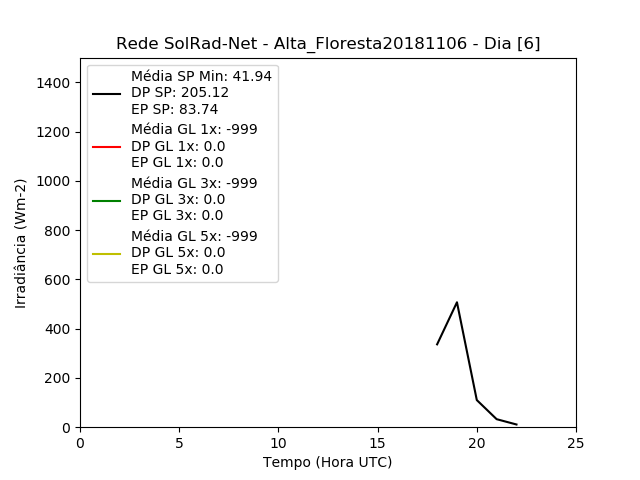 Rede SolRad-Net - Alta_Floresta20181106 - Dia [6]
Média SP Min: 41.94
DP SP: 205.12
EP SP: 83.74
Média GL 1x: -999
DP GL 1x: 0.0
EP GL 1x: 0.0
Média GL 3x: -999
DP GL 3x: 0.0
EP GL 3x: 0.0
Média GL 5x: -999
DP GL 5x: 0.0
EP GL 5x: 0.0
Irradiância (Wm-2)
1400
1200
1000
800
600
400
200
0
0 5 10 15 20 25
Tempo (Hora UTC)